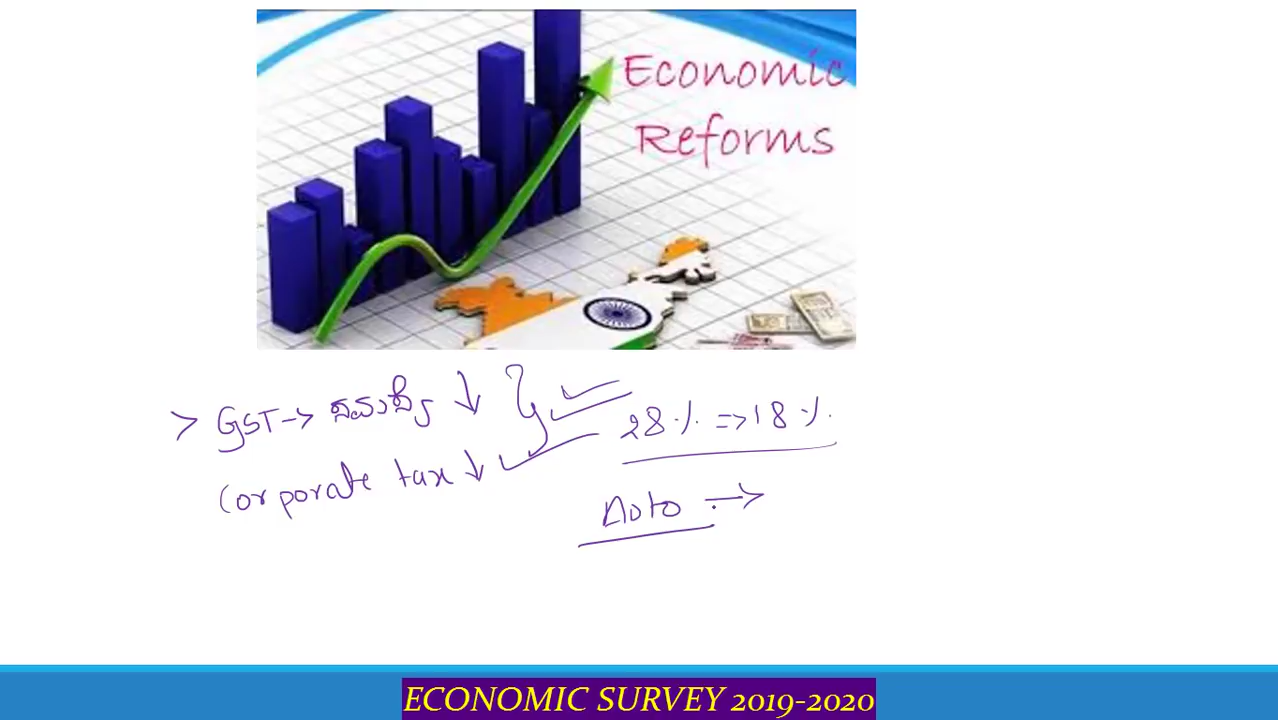 Economic
Reforms
> GST->
28% => 18%.
Corporate tax ↓
Auto ->
ECONOMIC SURVEY 2019-2020